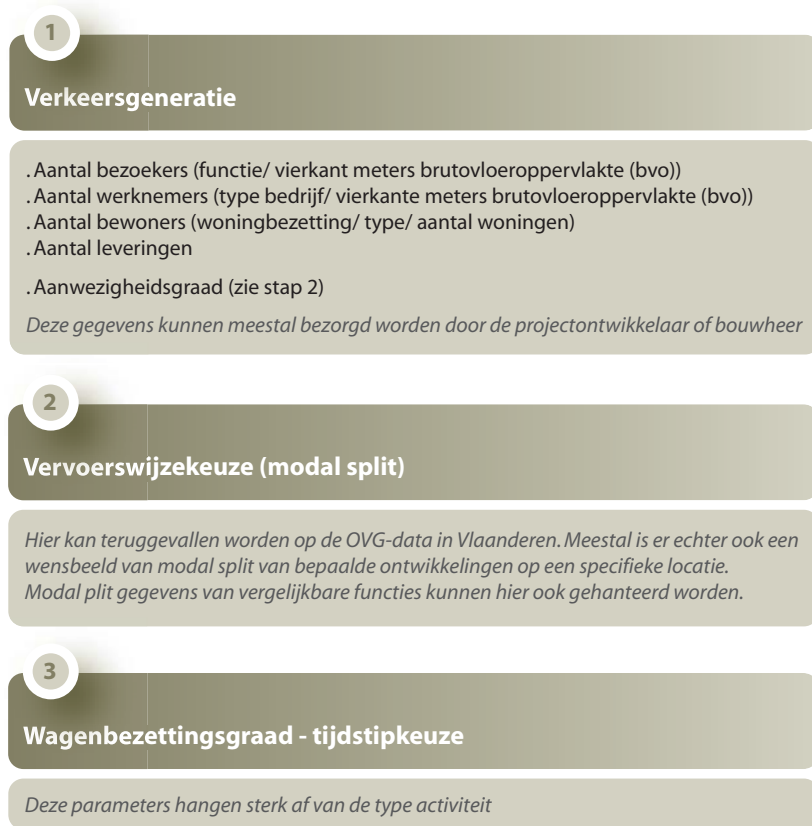 1
Verkeersgeneratie
. Aantal bezoekers (functie/ vierkant meters brutovloeroppervlakte (bvo))
. Aantal werknemers (type bedrijf/ vierkante meters brutovloeroppervlakte (bvo))
. Aantal bewoners (woningbezetting/ type/ aantal woningen)
. Aantal leveringen
. Aanwezigheidsgraad (zie stap 2)
Deze gegevens kunnen meestal bezorgd worden door de projectontwikkelaar of bouwheer
2
Vervoerswijzekeuze (modal split)
Hier kan teruggevallen worden op de OVG-data in Vlaanderen. Meestal is er echter ook een
wensbeeld van modal split van bepaalde ontwikkelingen op een specifieke locatie.
Modal plit gegevens van vergelijkbare functies kunnen hier ook gehanteerd worden.
3
Wagenbezettingsgraad - tijdstipkeuze
Deze parameters hangen sterk af van de type activiteit